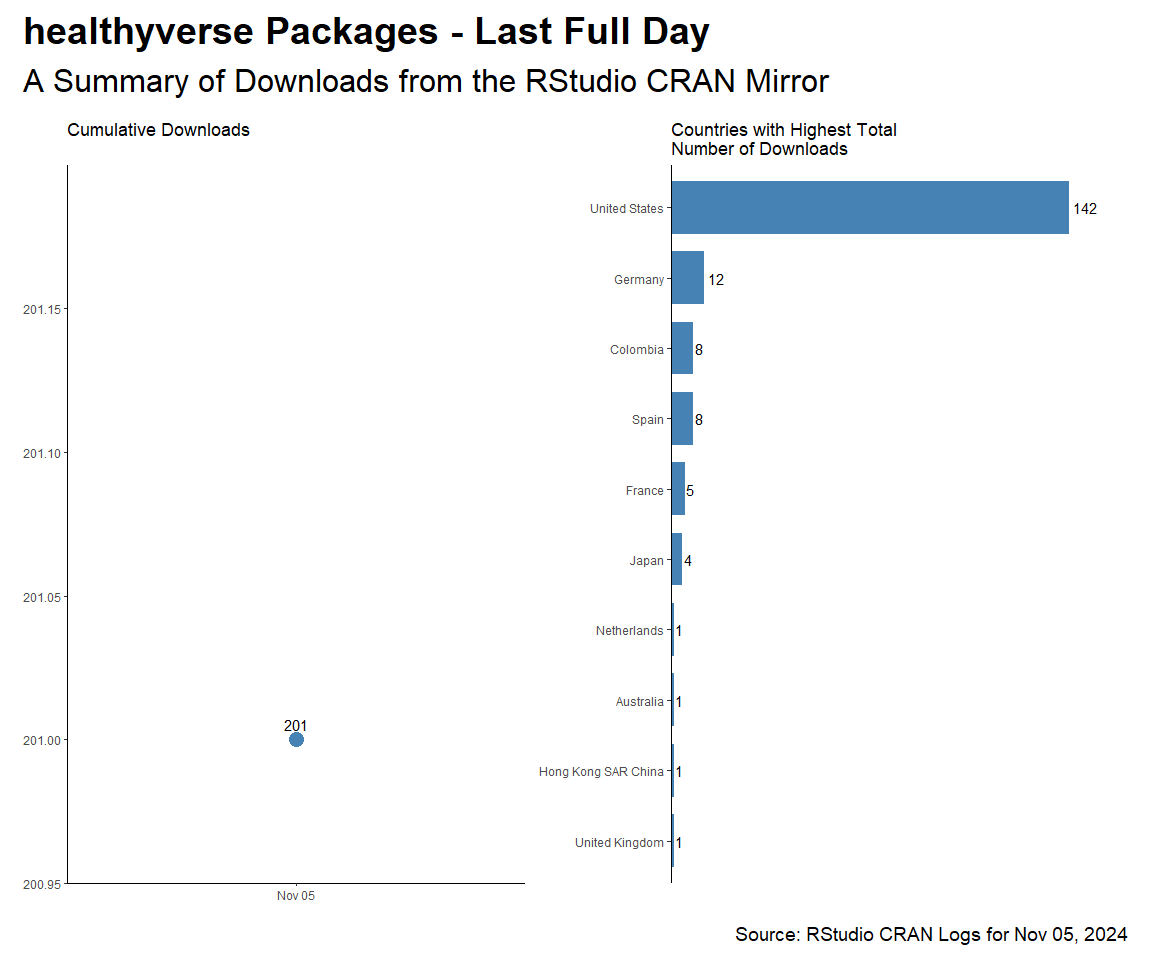 healthyverse Packages - Last Full Day
A Summary of Downloads from the RStudio CRAN Mirror
Cumulative Downloads
201.15
201.10
201.05
201.00
200.95
201
Nov 05
Countries with Highest Total
Number of Downloads
United States 142
Germany 12
Colombia 8
Spain 8
France 5
Japan 4
Netherlands 1
Australia 1
Hong Kong SAR China 1
United Kingdom 1
Source: RStudio CRAN Logs for Nov 05, 2024